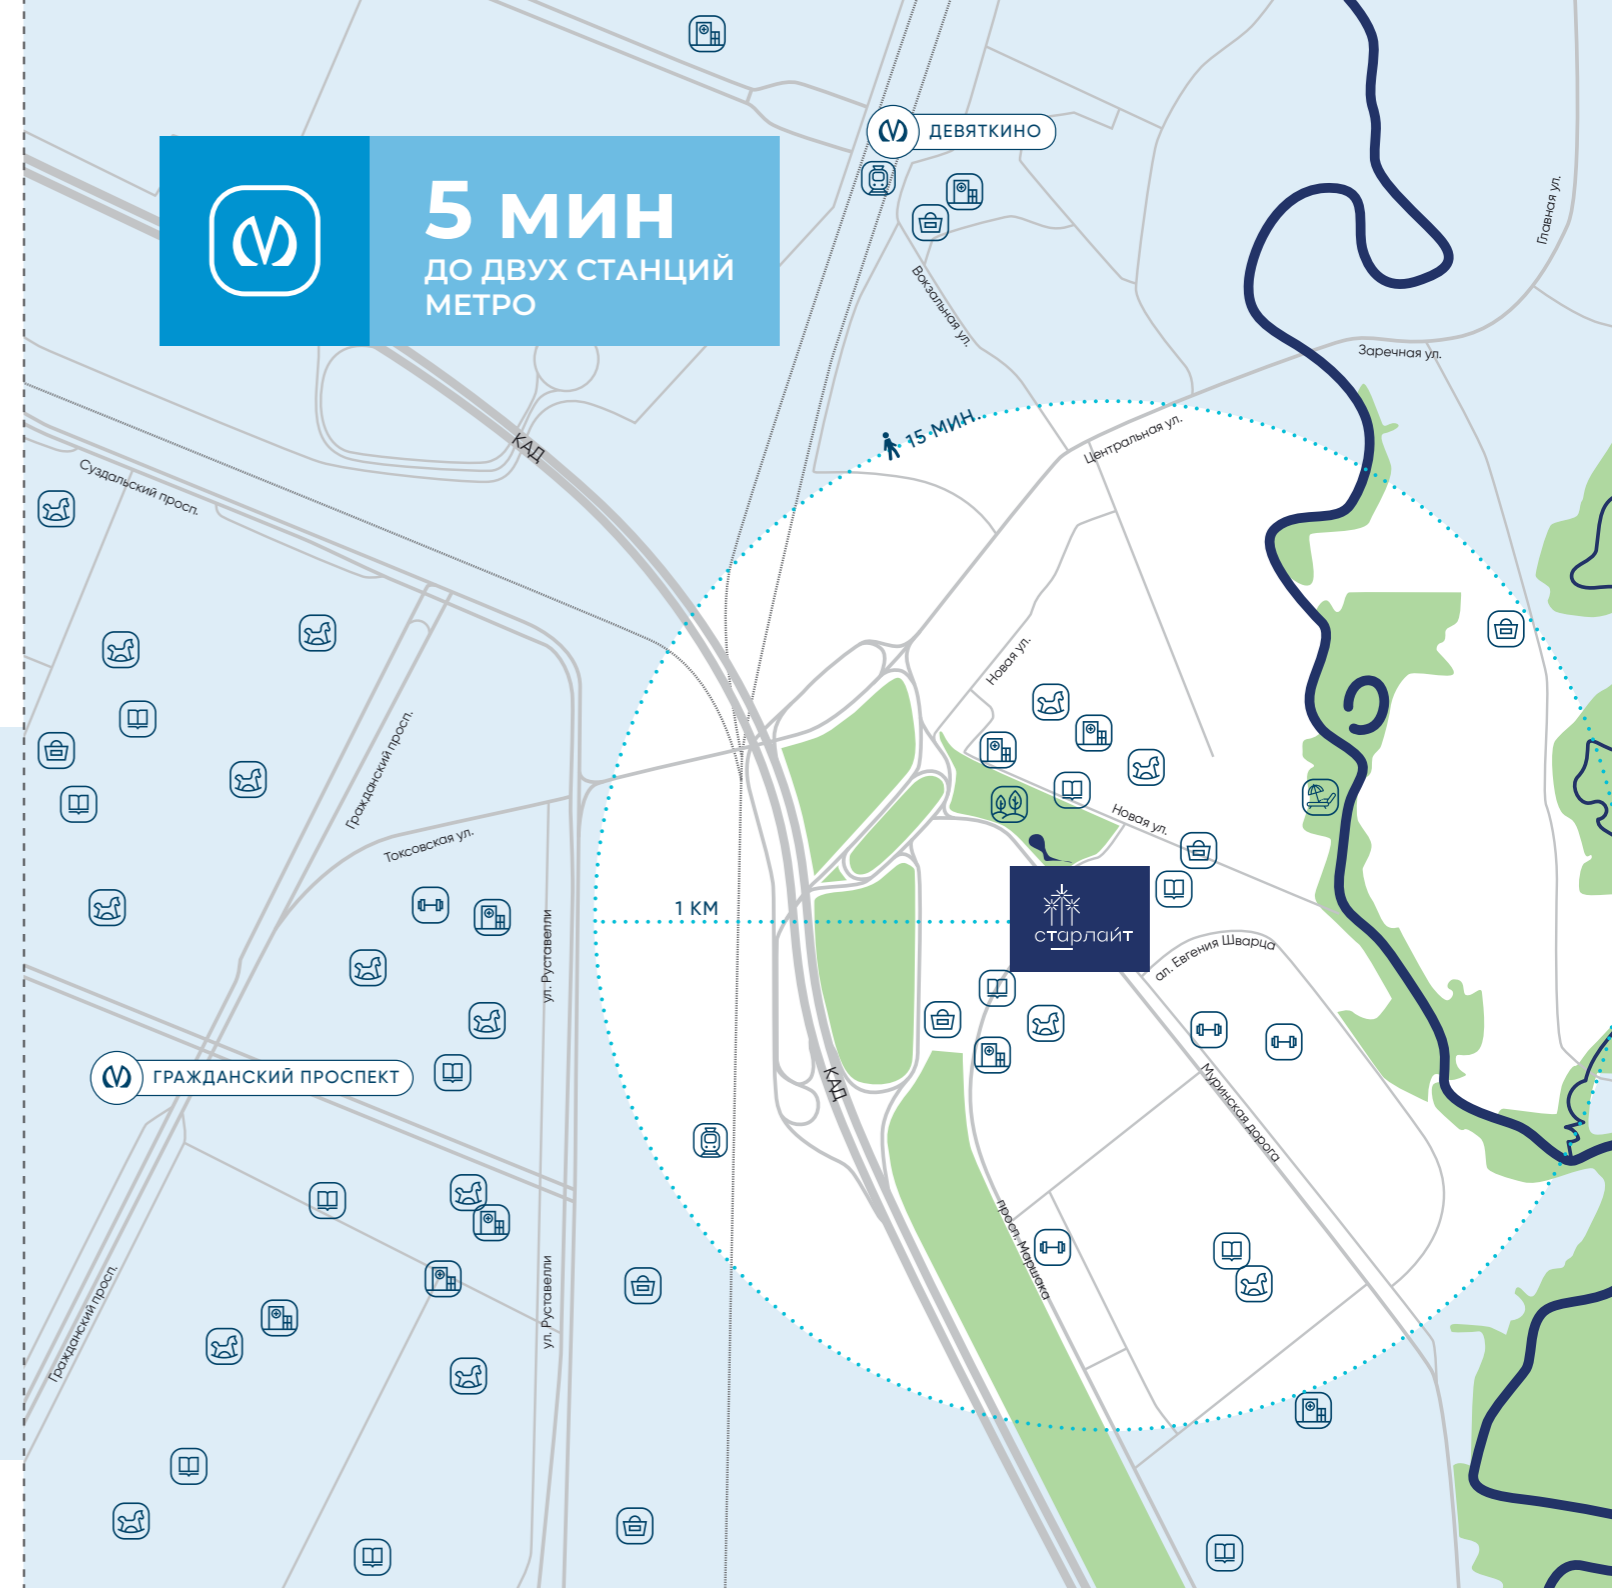 ДЕВЯТКИНО
5 мин
ДО ДВУХ СТАНЦИЙ
МЕТРО
Главная ул.
Вокзальная ул.
Заречная ул.
15 МИН.
Центральная ул.
КАД
Суздальский просп.
Новая ул.
Гражданский просп.
Новая ул.
Токсовская ул.
1 КМ
старлайт
ул. Руставелли
ал. Евгения Шварца
ГРАЖДАНСКИЙ ПРОСПЕКТ
КАД
Муринская дорога
просп. Маршака
Гражданский просп.
ул. Руставелли